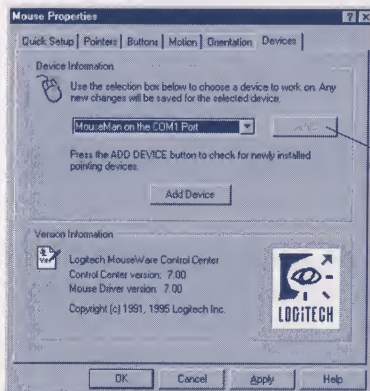 Mouse Properties
Quick Setup Pointers Buttons Motion Orientation Devices
Device Information
Use the selection box below to choose a device to work on. Any
new changes will be saved for the selected device.
MouseMan on the COM1 Port
Press the ADD DEVICE button to check for newly installed
pointing devices.
Add Device
Version Information
Logitech MouseWare Control Center
Control Center version: 7.00
Mouse Driver version: 7.00
Copyright (c) 1991, 1995 Logitech Inc.
LOGITECH
OK Cancel Apply Help